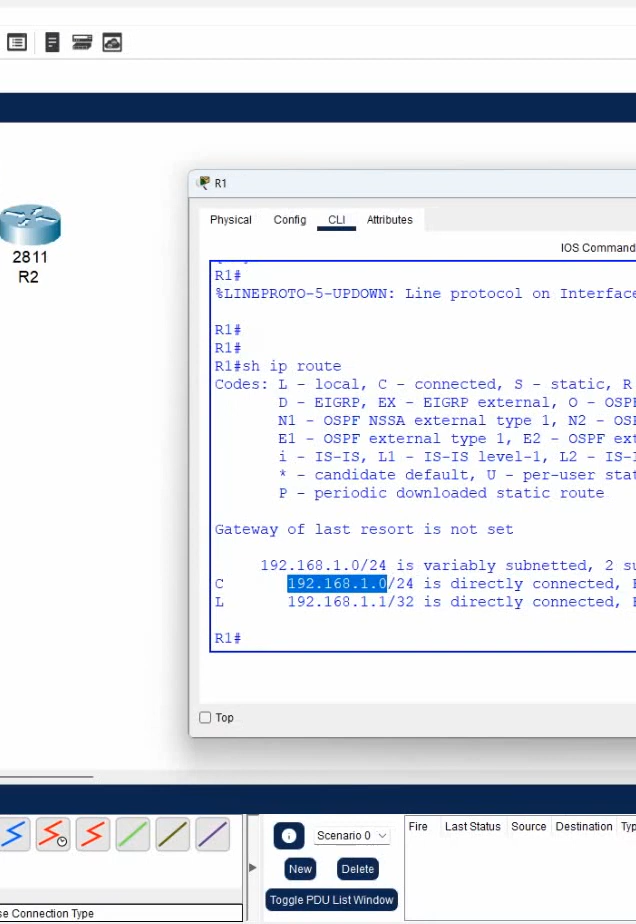 2811
R2
R1
Physical Config CLI Attributes
IOS Command
R1#
%LINEPROTO-5-UPDOWN: Line protocol on Interface
R1#
R1#
R1#sh ip route
Codes: L - local, C - connected, S - static, R
D - EIGRP, EX - EIGRP external, O - OSPF
N1 - OSPF NSSA external type 1, N2 - OSP
E1 - OSPF external type 1, E2 - OSPF ext
i - IS-IS, L1 - IS-IS level-1, L2 - IS-I
* - candidate default, U - per-user stat
P - periodic downloaded static route
Gateway of last resort is not set
192.168.1.0/24 is variably subnetted, 2 su
C 192.168.1.0/24 is directly connected,
L 192.168.1.1/32 is directly connected,
R1#
Top
Scenario 0
New Delete
Toggle PDU List Window
Fire Last Status Source Destination Typ
se Connection Type